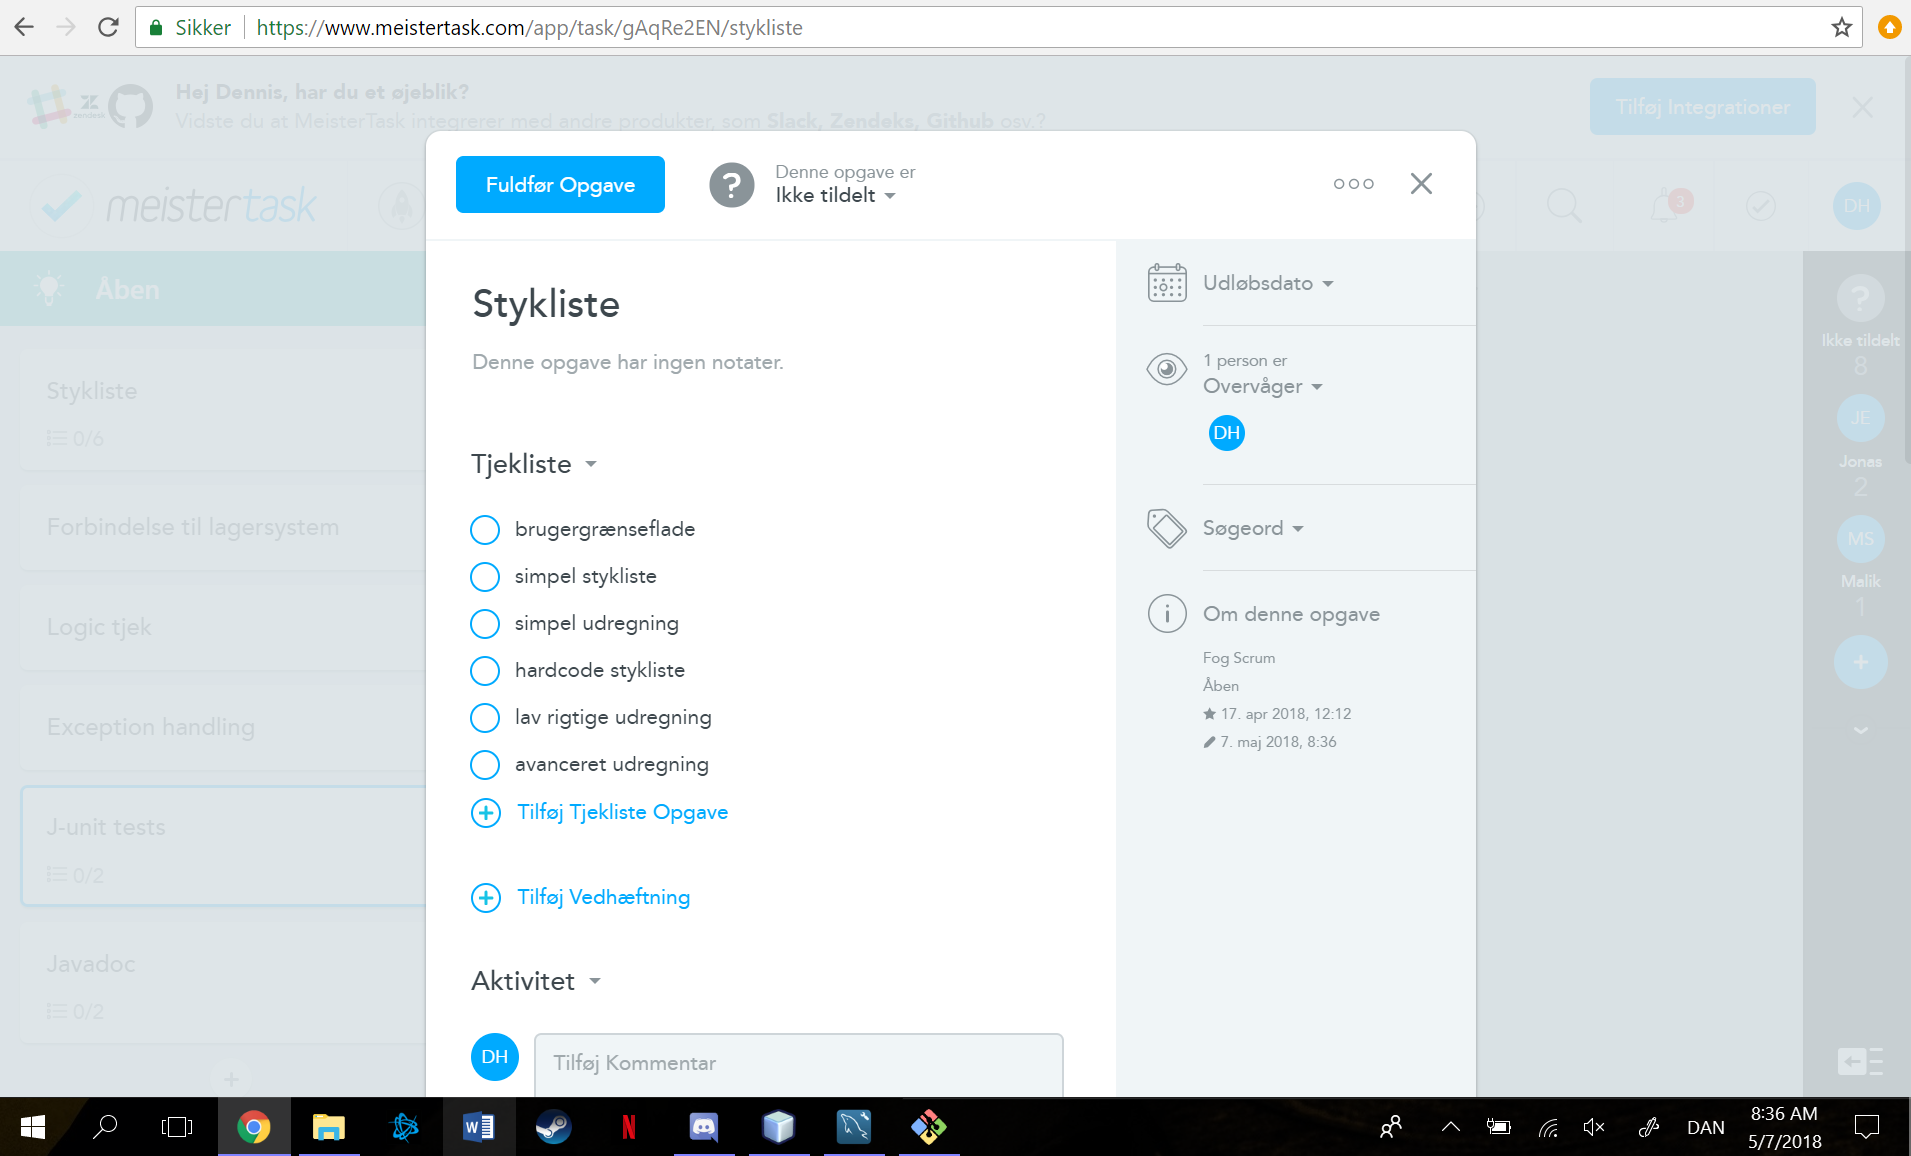 Sikker
https://www.meistertask.com/app/task/gAqRe2EN/stykliste
Hej Dennis, har du et øjeblik?
Vidste du at MeisterTask integrerer med andre produkter, som Slack, Zendeks, Github osv.?
Tilføj Integrationer
zendesk
meistertask
3
DH
Åben
Stykliste
0/6
Forbindelse til lagersystem
Logic tjek
Exception handling
J-unit tests
0/2
Javadoc
0/2
Fuldfør Opgave
?
Denne opgave er
Ikke tildelt
Stykliste
Denne opgave har ingen notater.
Tjekliste
brugergrænseflade
simpel stykliste
simpel udregning
hardcode stykliste
lav rigtige udregning
avanceret udregning
Tilføj Tjekliste Opgave
Tilføj Vedhæftning
Aktivitet
DH
Tilføj Kommentar
Udløbsdato
1 person er
Overvåger
DH
Søgeord
Om denne opgave
Fog Scrum
Åben
17. apr 2018, 12:12
7. maj 2018, 8:36
?
Ikke tildelt
8
JE
Jonas
2
MS
Malik
1
DAN
8:36 AM
5/7/2018